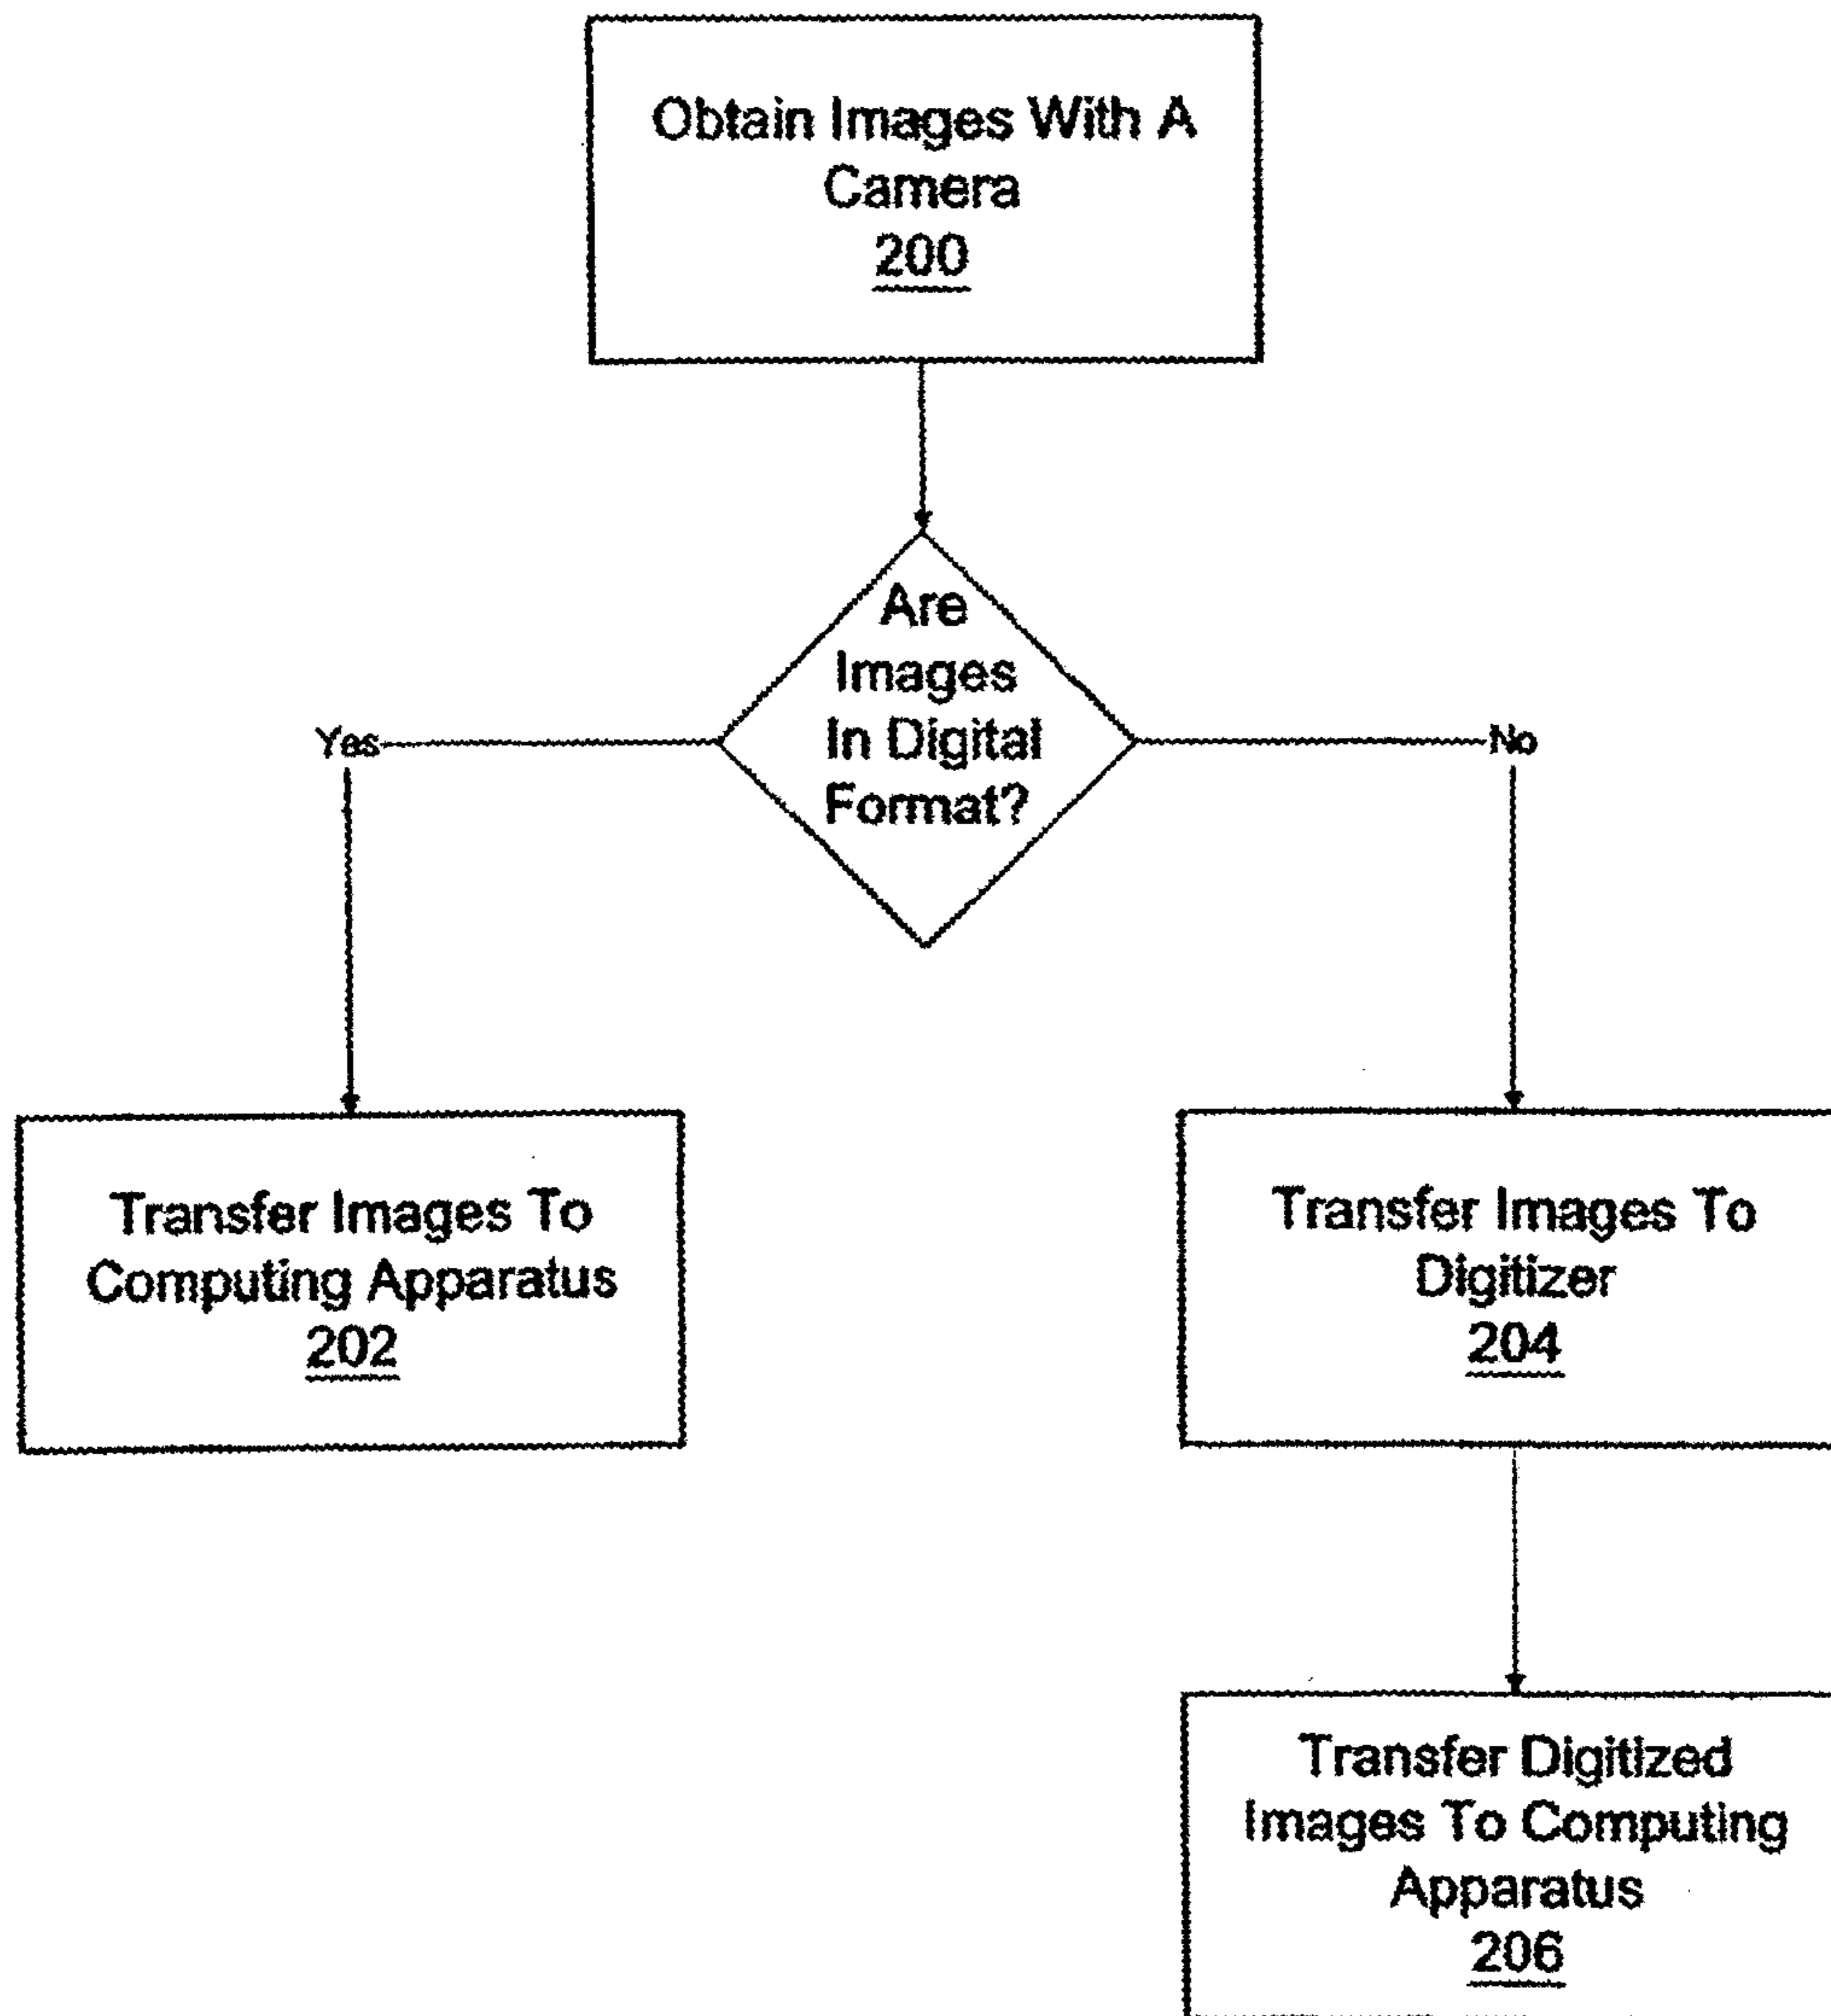 Obtain Images With A
Camera
200
Are
Images
In Digital
Format?
Yes
No
Transfer Images To
Computing Apparatus
202
Transfer Images To
Digitizer
204
Transfer Digitized
Images To Computing
Apparatus
206